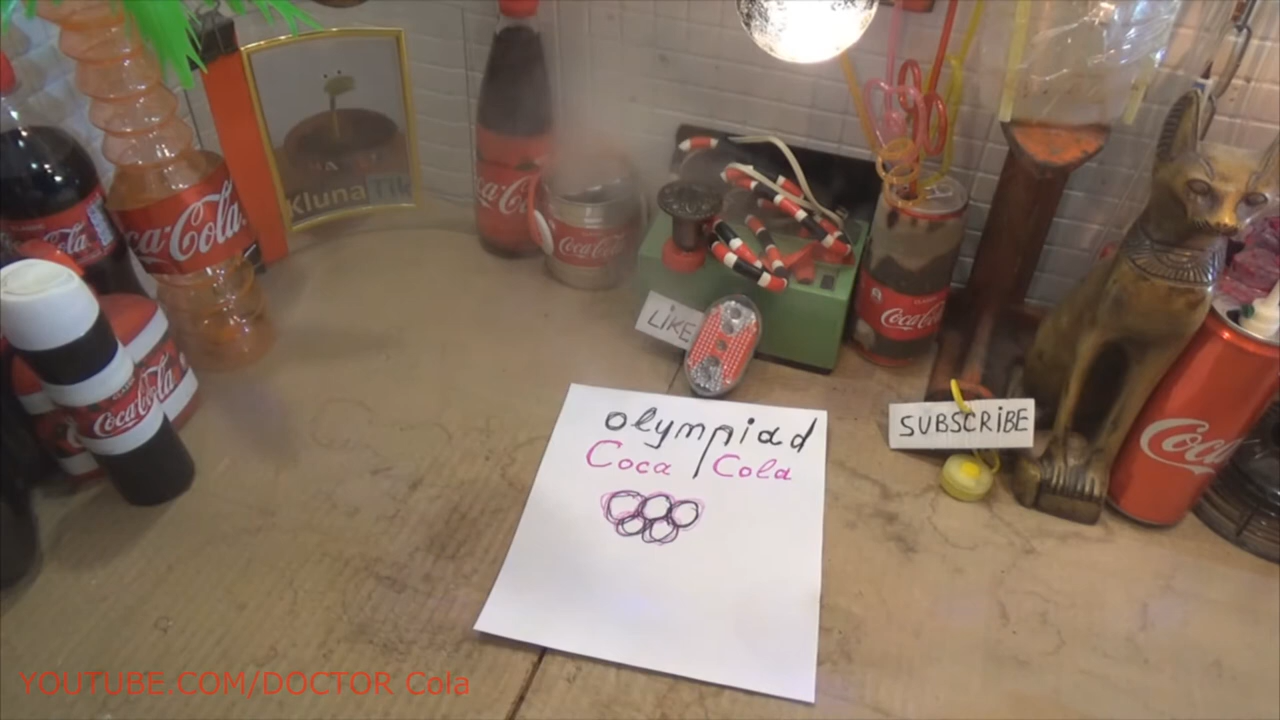 KlunaTik
Coca-Cola
Coca-Cola
Coca-Cola
LiKE
Coca-Cola
olympiad
Coca Cola
SUBSCRiBE
YOUTUBE.COM/DOCTOR Cola